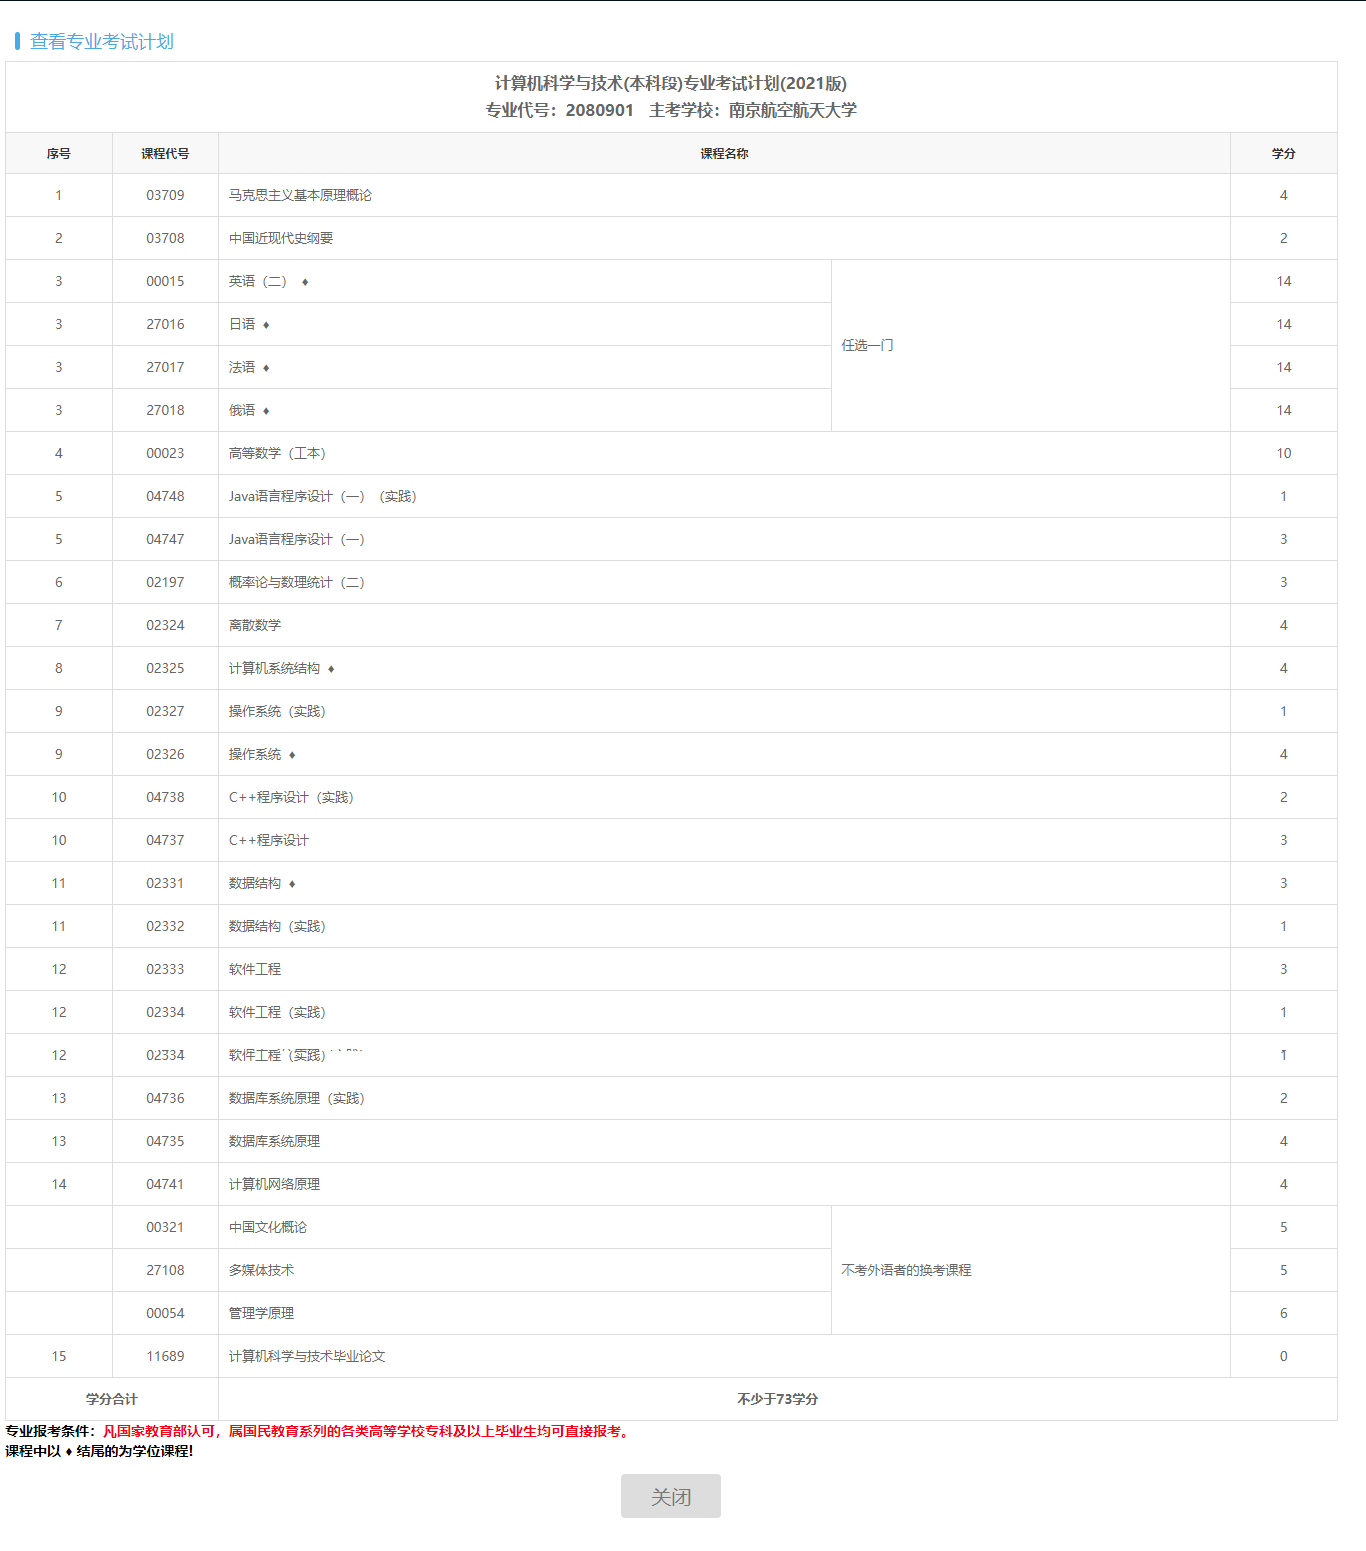 查看专业考试计划
计算机科学与技术(本科段)专业考试计划(2021版)
专业代号：2080901 主考学校：南京航空航天大学
序号 课程代号 课程名称 学分
1 03709 马克思主义基本原理概论 4
2 03708 中国近现代史纲要 2
3 00015 英语（二） ♦ 14
3 27016 日语 ♦ 14
任选一门
3 27017 法语 ♦ 14
3 27018 俄语 ♦ 14
4 00023 高等数学（工本） 10
5 04748 Java语言程序设计（一）（实践） 1
5 04747 Java语言程序设计（一） 3
6 02197 概率论与数理统计（二） 3
7 02324 离散数学 4
8 02325 计算机系统结构 ♦ 4
9 02327 操作系统（实践） 1
9 02326 操作系统 ♦ 4
10 04738 C++程序设计（实践） 2
10 04737 C++程序设计 3
11 02331 数据结构 ♦ 3
11 02332 数据结构（实践） 1
12 02333 软件工程 3
12 02334 软件工程（实践） 1
12 02334 软件工程（实践） 1
13 04736 数据库系统原理（实践） 2
13 04735 数据库系统原理 4
14 04741 计算机网络原理 4
00321 中国文化概论 5
27108 多媒体技术 不考外语者的换考课程 5
00054 管理学原理 6
15 11689 计算机科学与技术毕业论文 0
学分合计 不少于73学分
专业报考条件：凡国家教育部认可，属国民教育系列的各类高等学校专科及以上毕业生均可直接报考。
课程中以 ♦ 结尾的为学位课程!
关闭